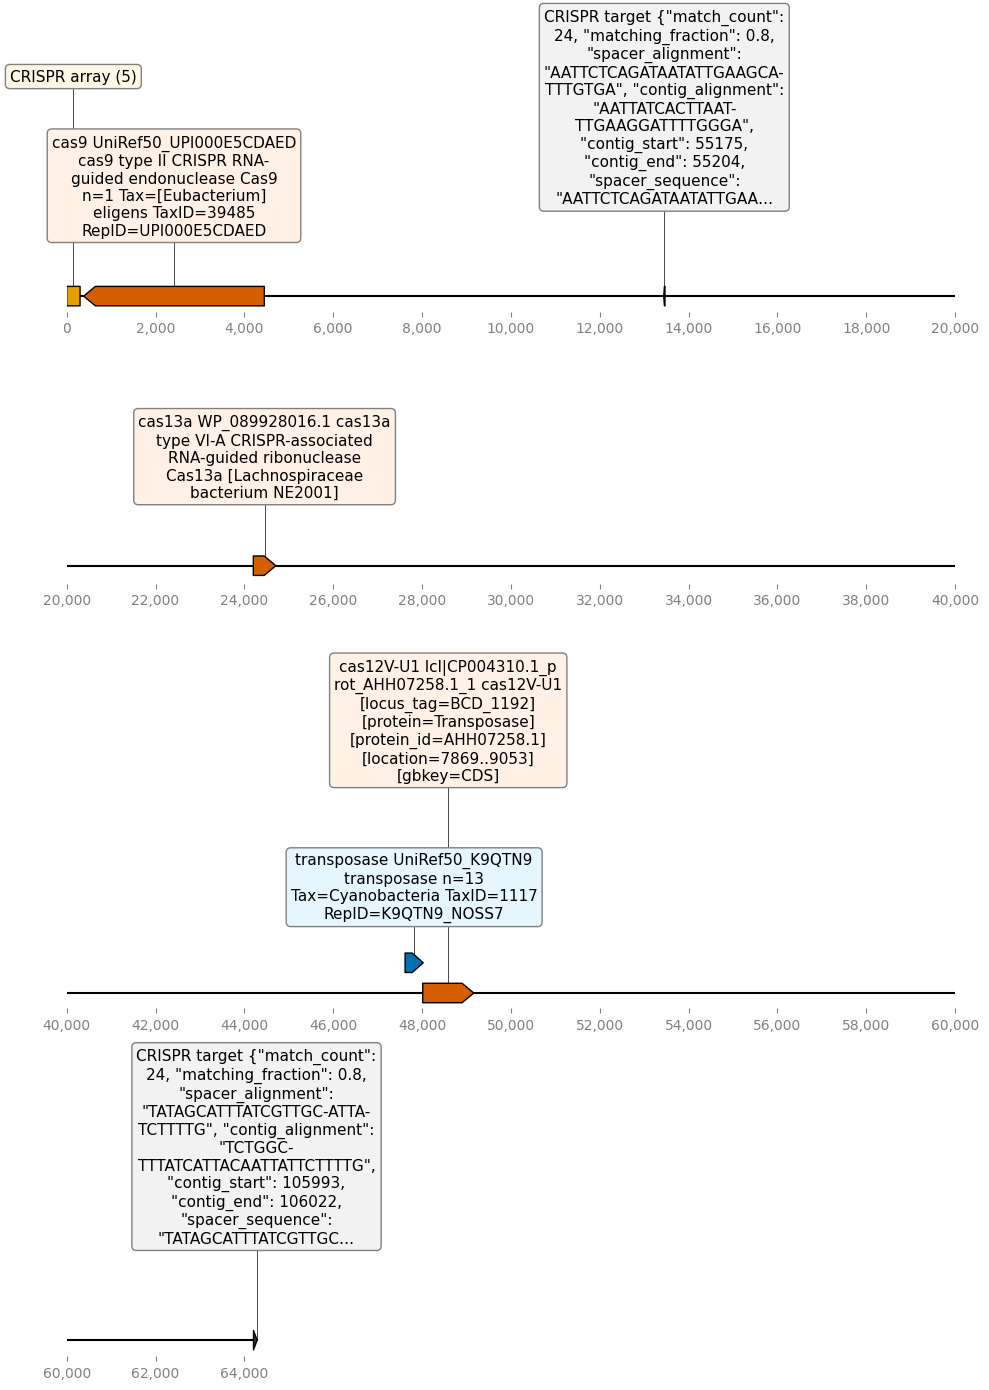 CRISPR target {"match_count":
24, "matching_fraction": 0.8,
"spacer_alignment":
"AATTCTCAGATAATATTGAAGCA-
TTTGTGA", "contig_alignment":
"AATTATCACTTAAT-
TTGAAGGATTTTGGGA",
"contig_start": 55175,
"contig_end": 55204,
"spacer_sequence":
"AATTCTCAGATAATATTGAA...
CRISPR array (5)
cas9 UniRef50_UPI000E5CDAED
cas9 type II CRISPR RNA-
guided endonuclease Cas9
n=1 Tax=[Eubacterium]
eligens TaxID=39485
RepID=UPI000E5CDAED
0 2,000 4,000 6,000 8,000 10,000 12,000 14,000 16,000 18,000 20,000
cas13a WP_089928016.1 cas13a
type VI-A CRISPR-associated
RNA-guided ribonuclease
Cas13a [Lachnospiraceae
bacterium NE2001]
20,000 22,000 24,000 26,000 28,000 30,000 32,000 34,000 36,000 38,000 40,000
cas12V-U1 lcl|CP004310.1_p
rot_AHH07258.1_1 cas12V-U1
[locus_tag=BCD_1192]
[protein=Transposase]
[protein_id=AHH07258.1]
[location=7869..9053]
[gbkey=CDS]
transposase UniRef50_K9QTN9
transposase n=13
Tax=Cyanobacteria TaxID=1117
RepID=K9QTN9_NOSS7
40,000 42,000 44,000 46,000 48,000 50,000 52,000 54,000 56,000 58,000 60,000
CRISPR target {"match_count":
24, "matching_fraction": 0.8,
"spacer_alignment":
"TATAGCATTTATCGTTGC-ATTA-
TCTTTTG", "contig_alignment":
"TCTGGC-
TTTATCATTACAATTATTCTTTTG",
"contig_start": 105993,
"contig_end": 106022,
"spacer_sequence":
"TATAGCATTTATCGTTGC...
60,000 62,000 64,000